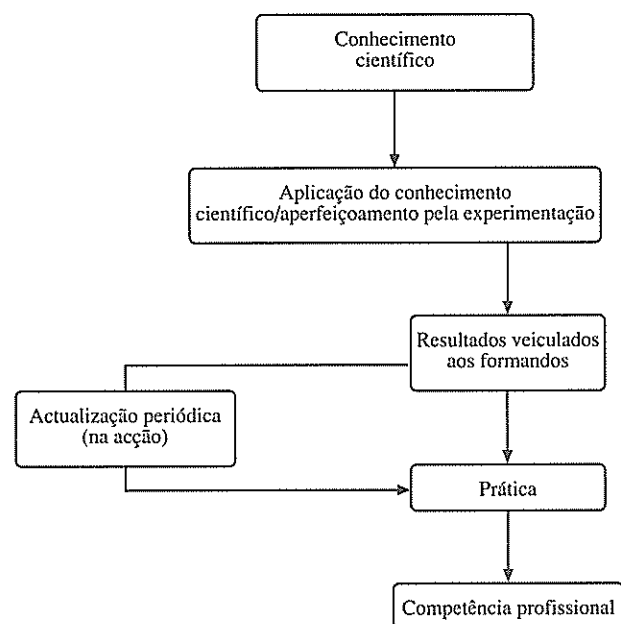 Conhecimento
científico
Aplicação do conhecimento
científico/aperfeiçoamento pela experimentação
Resultados veiculados
aos formandos
Actualização periódica
(na acção)
Prática
Competência profissional